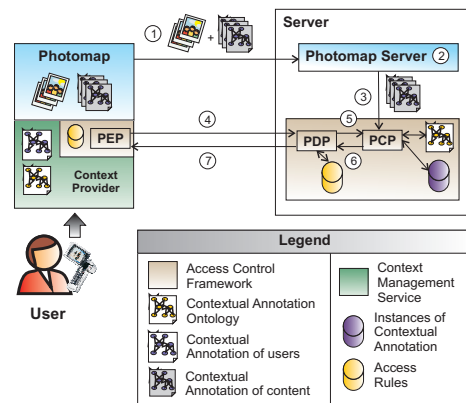 Server
1
+
Photomap
Photomap Server 2
3
4
5
PEP
PDP
PCP
7
6
Context
Provider
User
Legend
Access Control
Framework
Contextual Annotation
Ontology
Contextual
Annotation of users
Contextual
Annotation of content
Context
Management
Service
Instances of
Contextual
Annotation
Access
Rules